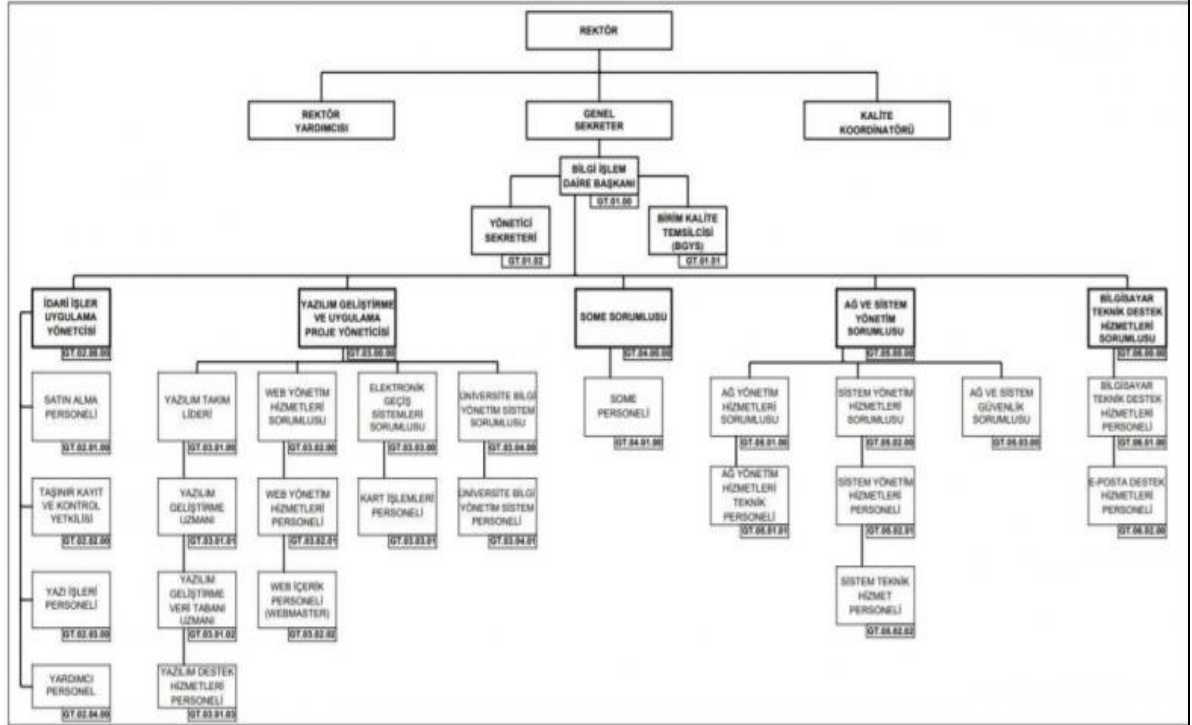 REKTÖR
REKTÖR
YARDIMCISI
GENEL
SEKRETER
KALİTE
KOORDİNATÖRÜ
BİLGİ İŞLEM
DAİRE BAŞKANI
GT.01.00
YÖNETİCİ
SEKRETERİ
GT.01.02
BİRİM KALİTE
TEMSİLCİSİ
(BGYS)
GT.01.01
İDARİ İŞLER
UYGULAMA
YÖNETCİSİ
GT.02.00.00
YAZILIM GELİŞTİRME
VE UYGULAMA
PROJE YÖNETİCİSİ
GT.03.00.00
SOME SORUMLUSU
GT.04.00.00
AĞ VE SİSTEM
YÖNETİM
SORUMLUSU
GT.05.00.00
BİLGİSAYAR
TEKNİK DESTEK
HİZMETLERİ
SORUMLUSU
GT.06.00.00
SATIN ALMA
PERSONELİ
GT.02.01.00
YAZILIM TAKIM
LİDERİ
GT.03.01.00
WEB YÖNETİM
HİZMETLERİ
SORUMLUSU
GT.03.02.00
ELEKTRONİK
GEÇİŞ
SİSTEMLERİ
SORUMLUSU
GT.03.03.00
ÜNİVERSİTE BİLGİ
YÖNETİM SİSTEM
SORUMLUSU
GT.03.04.00
SOME
PERSONELİ
GT.04.01.00
AĞ YÖNETİM
HİZMETLERİ
SORUMLUSU
GT.05.01.00
SİSTEM YÖNETİM
HİZMETLERİ
SORUMLUSU
GT.05.02.00
AĞ VE SİSTEM
GÜVENLİK
SORUMLUSU
GT.05.03.00
BİLGİSAYAR
TEKNİK DESTEK
HİZMETLERİ
PERSONELİ
GT.06.01.00
TAŞINIR KAYIT
VE KONTROL
YETKİLİSİ
GT.02.02.00
YAZILIM
GELİŞTİRME
UZMANI
GT.03.01.01
WEB YÖNETİM
HİZMETLERİ
PERSONELİ
GT.03.02.01
KART İŞLEMLERİ
PERSONELİ
GT.03.03.01
ÜNİVERSİTE BİLGİ
YÖNETİM SİSTEM
PERSONELİ
GT.03.04.01
AĞ YÖNETİM
HİZMETLERİ
TEKNİK
PERSONELİ
GT.05.01.01
SİSTEM YÖNETİM
HİZMETLERİ
PERSONELİ
GT.05.02.01
E-POSTA DESTEK
HİZMETLERİ
PERSONELİ
GT.06.02.00
YAZI İŞLERİ
PERSONELİ
GT.02.03.00
YAZILIM
GELİŞTİRME
VERİ TABANI
UZMANI
GT.03.01.02
WEB İÇERİK
PERSONELİ
(WEBMASTER)
GT.03.02.02
SİSTEM TEKNİK
HİZMET
PERSONELİ
GT.05.02.02
YARDIMCI
PERSONEL
GT.02.04.00
YAZILIM DESTEK
HİZMETLERİ
PERSONELİ
GT.03.01.03